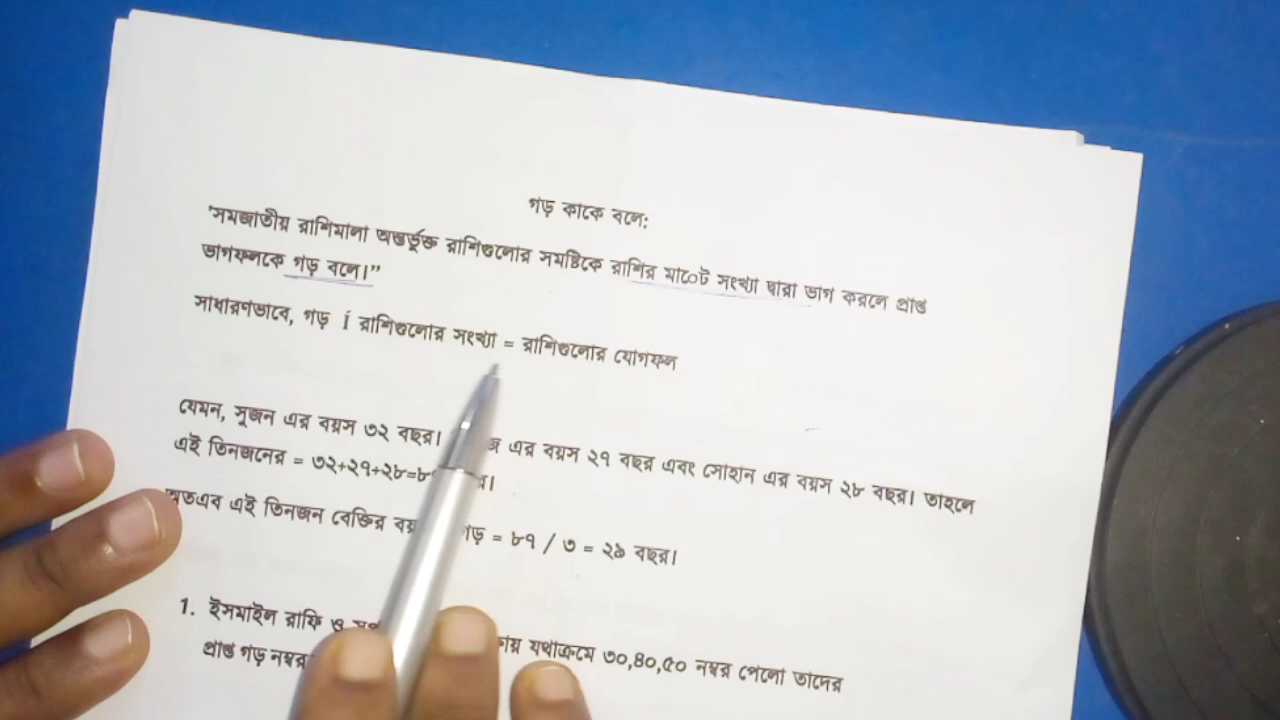 গড় কাকে বলে:
"সমজাতীয় রাশিমালা অন্তর্ভুক্ত রাশিগুলোর সমষ্টিকে রাশির মাটেট সংখ্যা দ্বারা ভাগ করলে প্রাপ্ত
ভাগফলকে গড় বলে।”
সাধারণভাবে, গড় Í রাশিগুলোর সংখ্যা = রাশিগুলোর যোগফল
যেমন, সুজন এর বয়স ৩২ বছর। এর বয়স ২৭ বছর এবং সোহান এর বয়স ২৮ বছর। তাহলে
এই তিনজনের = ৩২+২৭+২৮=৮
অতএব এই তিনজন বেক্তির = ৮৭ / ৩ = ২৯ বছর।
1. ইসমাইল রাফি ও যথাক্রমে ৩০,৪০,৫০ নম্বর পেলো তাদের
প্রাপ্ত গড় নম্বর